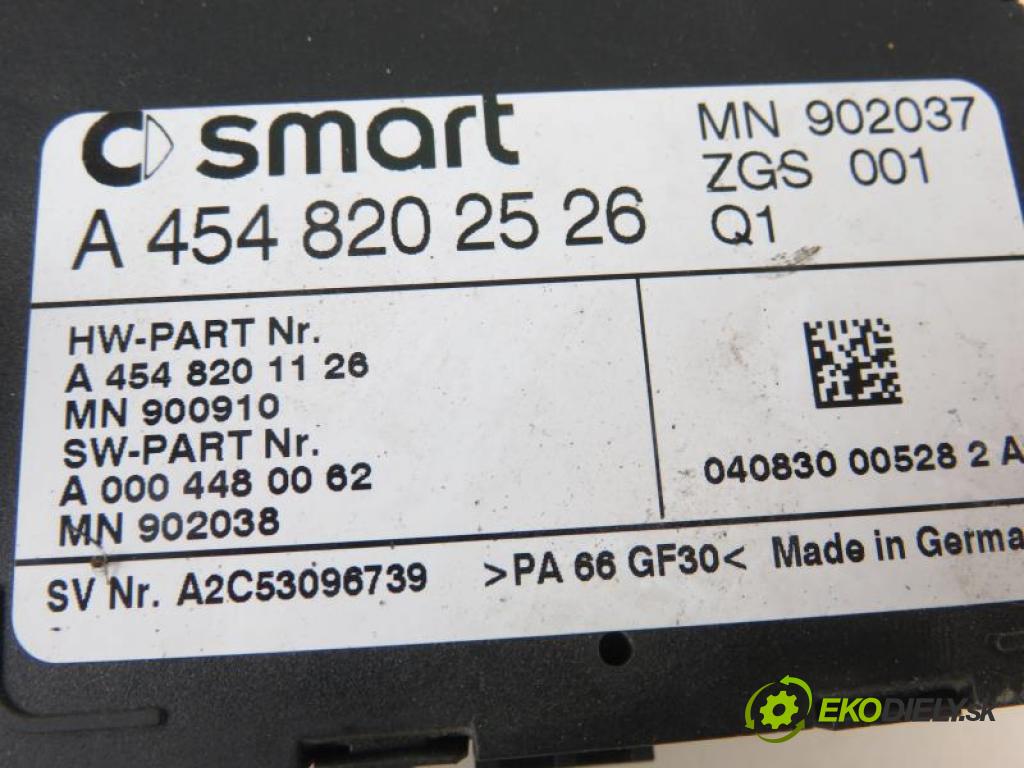 smart
MN 902037
ZGS 001
Q1
A 454 820 25 26
HW-PART Nr.
A 454 820 11 26
MN 900910
SW-PART Nr.
A 000 448 00 62
MN 902038
040830 00528 2 A
SV Nr. A2C53096739 >PA 66 GF30< Made in Germa
EKODIELY.SK